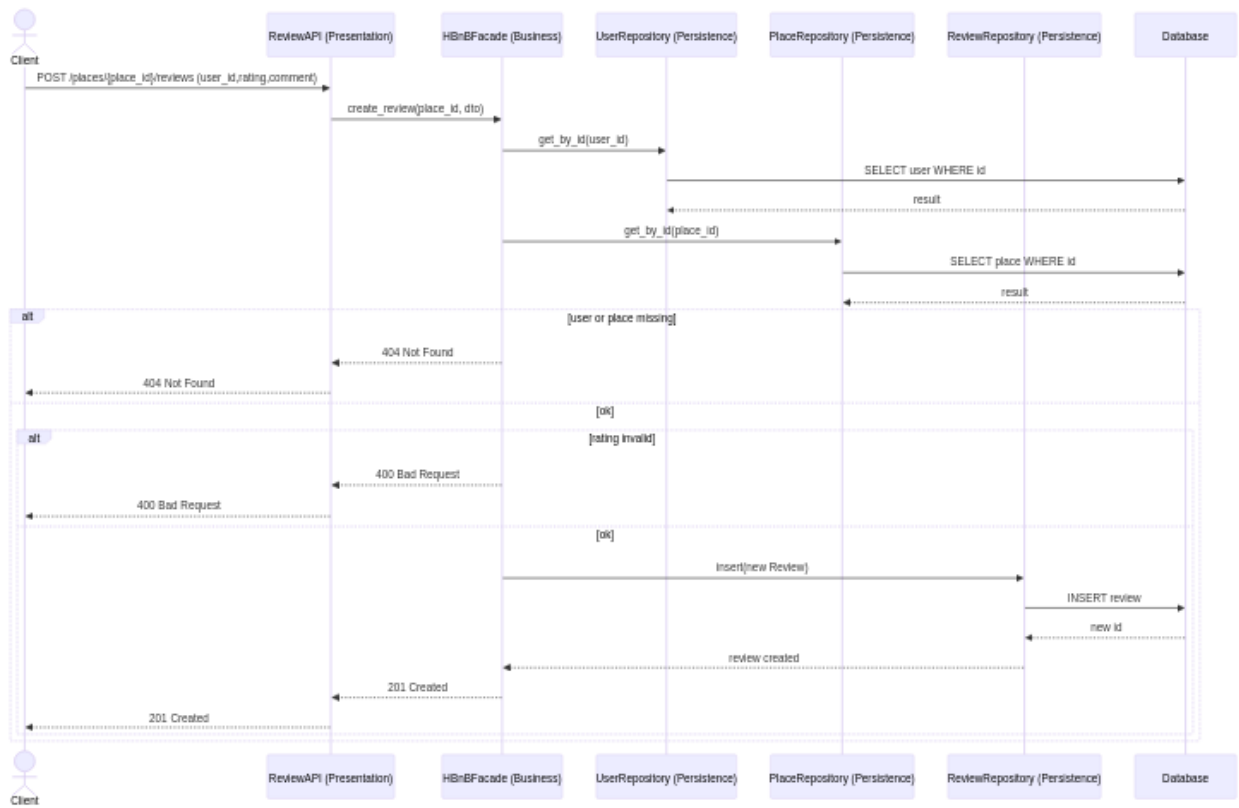 ReviewAPI (Presentation)
HBnBFacade (Business)
UserRepository (Persistence)
PlaceRepository (Persistence)
ReviewRepository (Persistence)
Database
Client
POST /places/{place_id}/reviews (user_id,rating,comment)
create_review(place_id, dto)
get_by_id(user_id)
SELECT user WHERE id
result
get_by_id(place_id)
SELECT place WHERE id
result
alt
[user or place missing]
404 Not Found
404 Not Found
[ok]
alt
[rating invalid]
400 Bad Request
400 Bad Request
[ok]
insert(new Review)
INSERT review
new id
review created
201 Created
201 Created
ReviewAPI (Presentation)
HBnBFacade (Business)
UserRepository (Persistence)
PlaceRepository (Persistence)
ReviewRepository (Persistence)
Database
Client